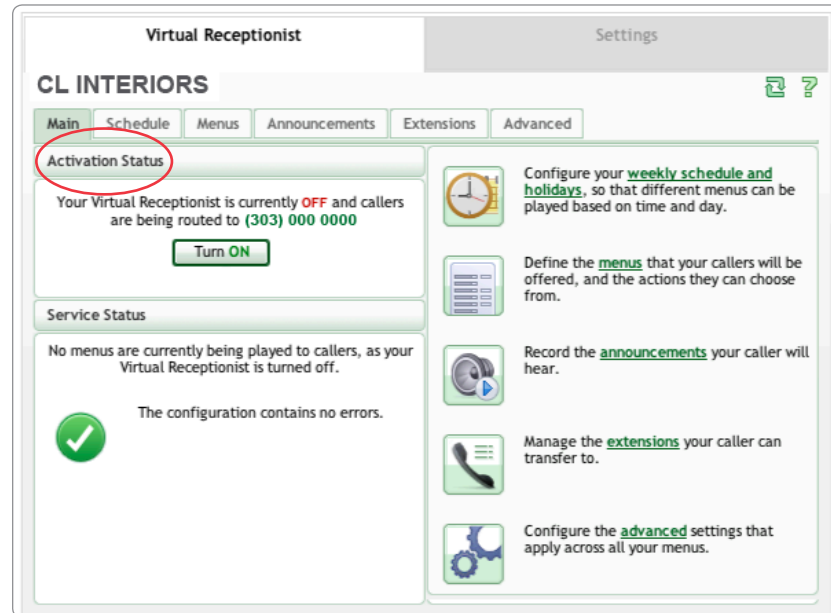 Virtual Receptionist
Settings
CL INTERIORS
Main
Schedule
Menus
Announcements
Extensions
Advanced
Activation Status
Your Virtual Receptionist is currently OFF and callers
are being routed to (303) 000 0000
Turn ON
Service Status
No menus are currently being played to callers, as your
Virtual Receptionist is turned off.
The configuration contains no errors.
Configure your weekly schedule and
holidays, so that different menus can be
played based on time and day.
Define the menus that your callers will be
offered, and the actions they can choose
from.
Record the announcements your caller will
hear.
Manage the extensions your caller can
transfer to.
Configure the advanced settings that
apply across all your menus.